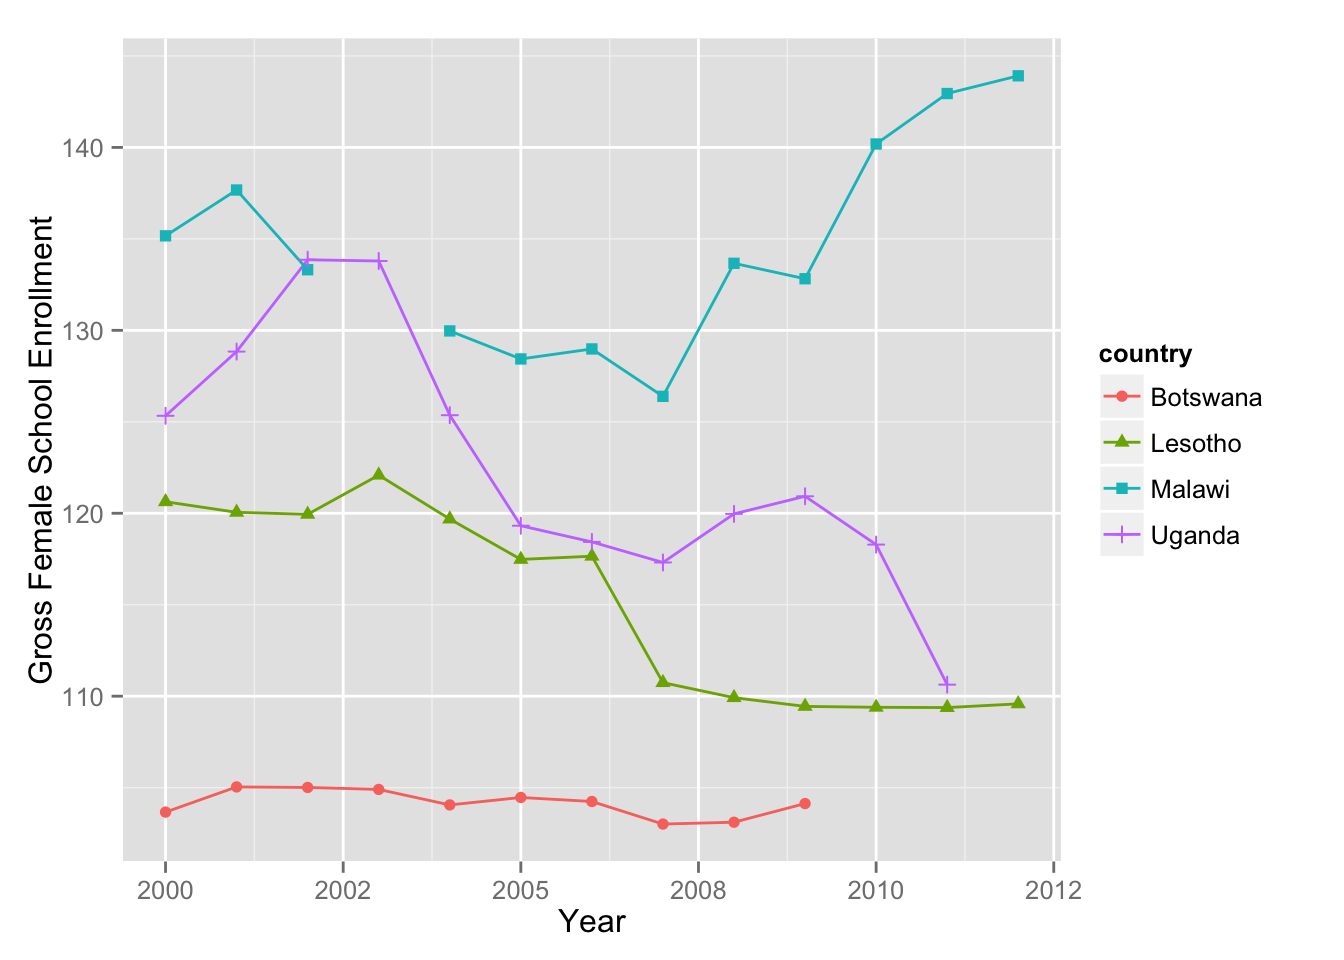 Gross Female School Enrollment
140
130
120
110
2000 2002 2005 2008 2010 2012
Year
country
Botswana
Lesotho
Malawi
Uganda